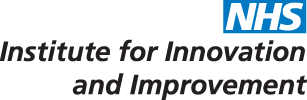 NHS
Institute for Innovation
and Improvement